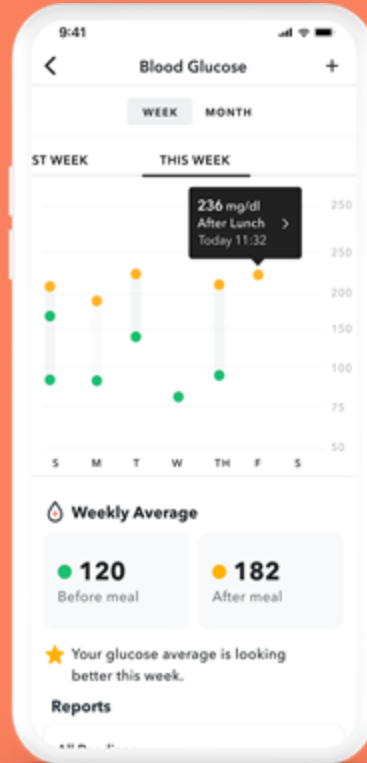 9:41
Blood Glucose
WEEK MONTH
ST WEEK THIS WEEK
236 mg/dl
After Lunch
Today 11:32
250
250
200
150
100
75
50
S M T W TH F S
Weekly Average
120 182
Before meal After meal
Your glucose average is looking
better this week.
Reports